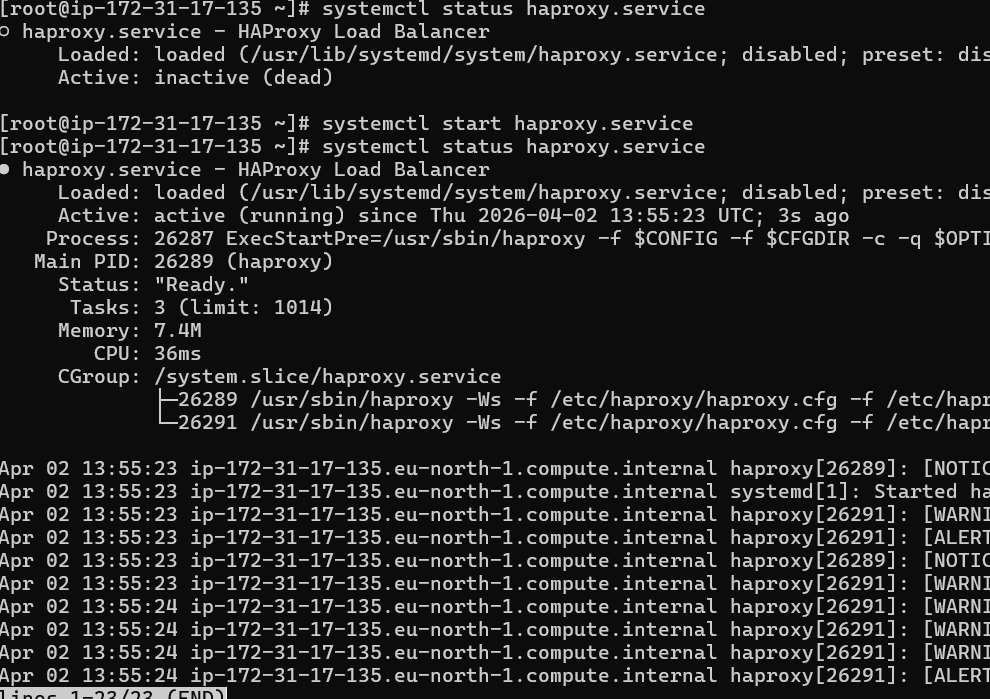 [root@ip-172-31-17-135 ~]# systemctl status haproxy.service
○ haproxy.service - HAProxy Load Balancer
Loaded: loaded (/usr/lib/systemd/system/haproxy.service; disabled; preset: dis
Active: inactive (dead)
[root@ip-172-31-17-135 ~]# systemctl start haproxy.service
[root@ip-172-31-17-135 ~]# systemctl status haproxy.service
● haproxy.service - HAProxy Load Balancer
Loaded: loaded (/usr/lib/systemd/system/haproxy.service; disabled; preset: dis
Active: active (running) since Thu 2026-04-02 13:55:23 UTC; 3s ago
Process: 26287 ExecStartPre=/usr/sbin/haproxy -f $CONFIG -f $CFGDIR -c -q $OPTI
Main PID: 26289 (haproxy)
Status: "Ready."
Tasks: 3 (limit: 1014)
Memory: 7.4M
CPU: 36ms
CGroup: /system.slice/haproxy.service
├─26289 /usr/sbin/haproxy -Ws -f /etc/haproxy/haproxy.cfg -f /etc/hapr
└─26291 /usr/sbin/haproxy -Ws -f /etc/haproxy/haproxy.cfg -f /etc/hapr
Apr 02 13:55:23 ip-172-31-17-135.eu-north-1.compute.internal haproxy[26289]: [NOTIC
Apr 02 13:55:23 ip-172-31-17-135.eu-north-1.compute.internal systemd[1]: Started ha
Apr 02 13:55:23 ip-172-31-17-135.eu-north-1.compute.internal haproxy[26291]: [WARNI
Apr 02 13:55:23 ip-172-31-17-135.eu-north-1.compute.internal haproxy[26291]: [ALERT
Apr 02 13:55:23 ip-172-31-17-135.eu-north-1.compute.internal haproxy[26289]: [NOTIC
Apr 02 13:55:23 ip-172-31-17-135.eu-north-1.compute.internal haproxy[26291]: [WARNI
Apr 02 13:55:24 ip-172-31-17-135.eu-north-1.compute.internal haproxy[26291]: [WARNI
Apr 02 13:55:24 ip-172-31-17-135.eu-north-1.compute.internal haproxy[26291]: [WARNI
Apr 02 13:55:24 ip-172-31-17-135.eu-north-1.compute.internal haproxy[26291]: [WARNI
Apr 02 13:55:24 ip-172-31-17-135.eu-north-1.compute.internal haproxy[26291]: [ALERT
lines 1-23/23 (END)